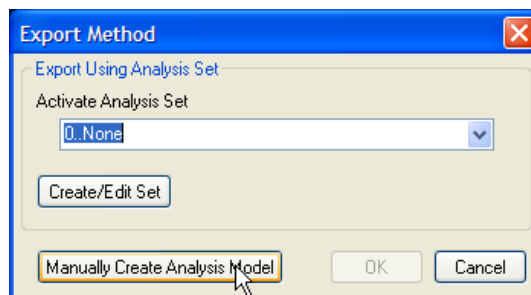 Export Method
Export Using Analysis Set
Activate Analysis Set
0..None
Create/Edit Set
Manually Create Analysis Model OK Cancel